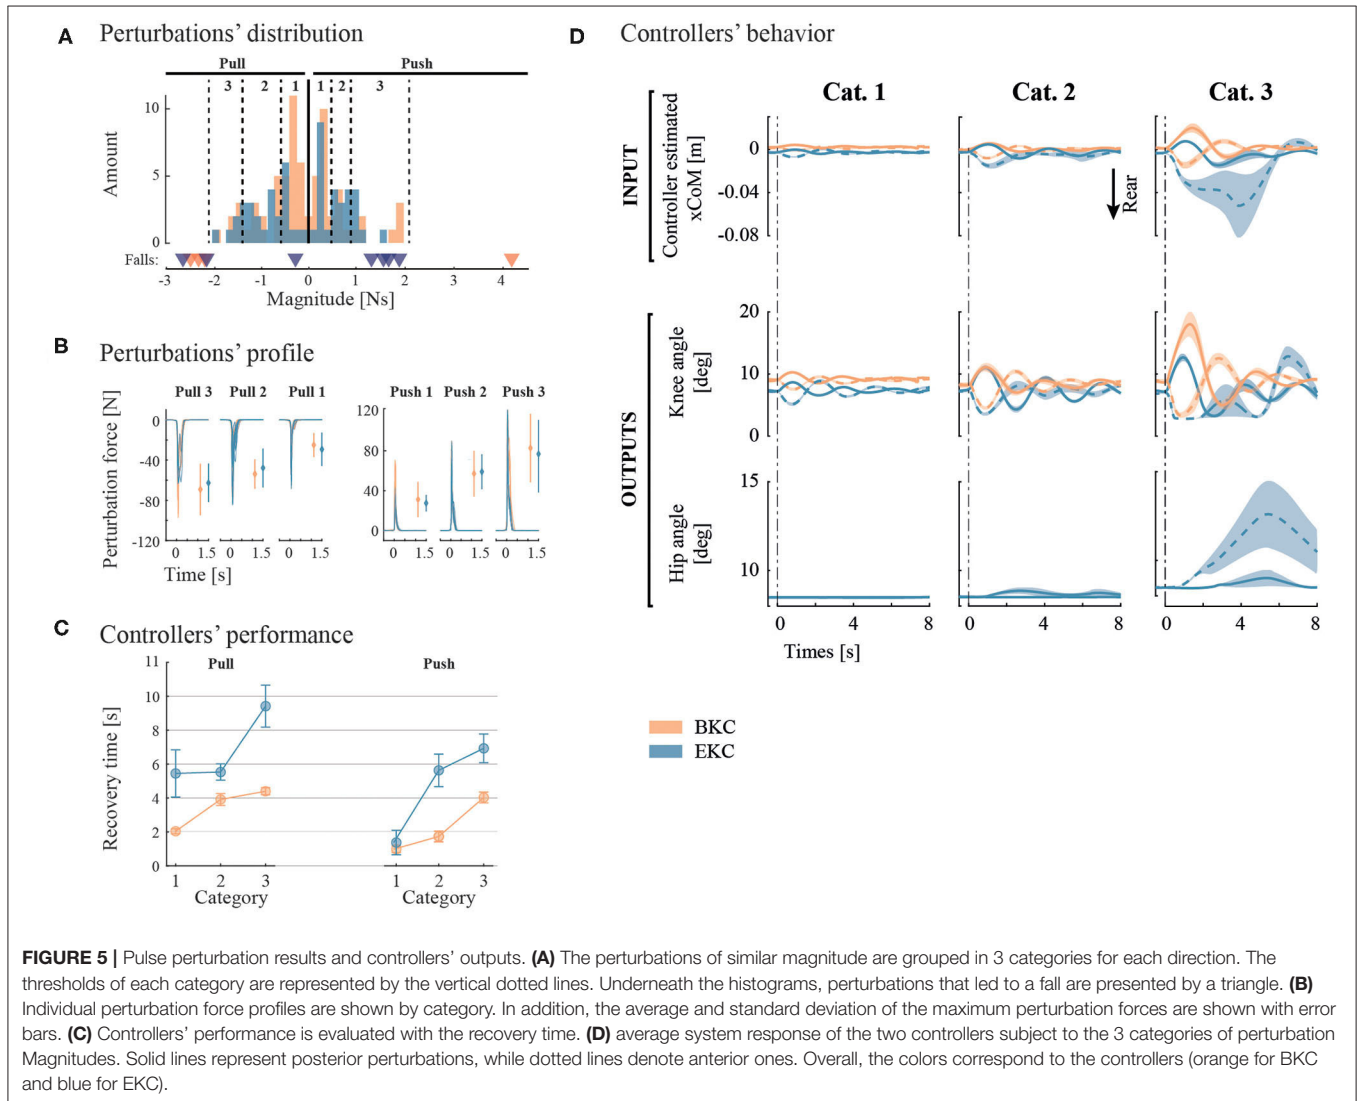 A Perturbations' distribution
Pull Push
3 2 1 1 2 3
10
5
0
Amount
Falls:
-3 -2 -1 0 1 2 3 4
Magnitude [Ns]
B Perturbations' profile
Pull 3 Pull 2 Pull 1 Push 1 Push 2 Push 3
0
-40
-80
-120
120
80
40
0
Perturbation force [N]
0 1.5 0 1.5 0 1.5 0 1.5 0 1.5 0 1.5
Time [s]
C Controllers' performance
Pull Push
11
10
8
6
4
2
0
Recovery time [s]
1 2 3 1 2 3
Category Category
D Controllers' behavior
Cat. 1 Cat. 2 Cat. 3
INPUT
Controller estimated
xCoM [m]
0
-0.04
-0.08
Rear
OUTPUTS
Knee angle
[deg]
20
10
0
Hip angle
[deg]
15
10
0 4 8 0 4 8 0 4 8
Times [s]
BKC
EKC
FIGURE 5 | Pulse perturbation results and controllers' outputs. (A) The perturbations of similar magnitude are grouped in 3 categories for each direction. The
thresholds of each category are represented by the vertical dotted lines. Underneath the histograms, perturbations that led to a fall are presented by a triangle. (B)
Individual perturbation force profiles are shown by category. In addition, the average and standard deviation of the maximum perturbation forces are shown with error
bars. (C) Controllers' performance is evaluated with the recovery time. (D) average system response of the two controllers subject to the 3 categories of perturbation
Magnitudes. Solid lines represent posterior perturbations, while dotted lines denote anterior ones. Overall, the colors correspond to the controllers (orange for BKC
and blue for EKC).